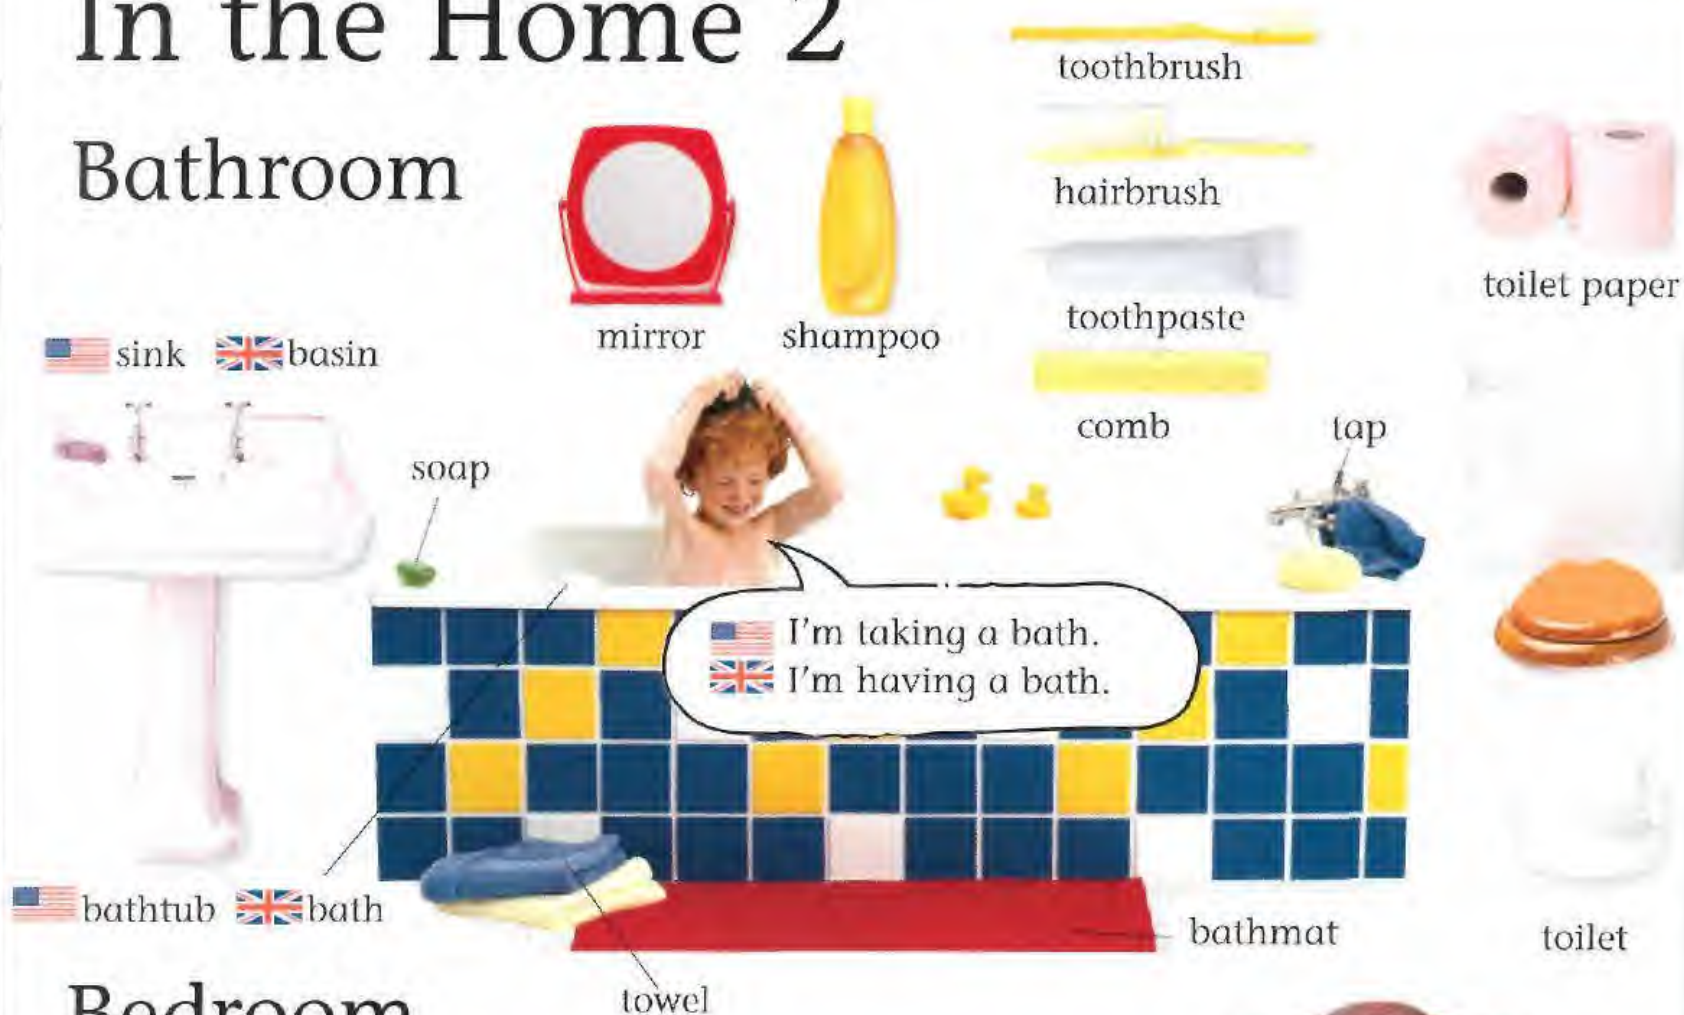 In the Home 2
Bathroom
toothbrush
hairbrush
toothpaste
comb
toilet paper
mirror
shampoo
sink basin
soap
tap
I'm taking a bath.
I'm having a bath.
bathtub bath
bathmat
toilet
towel
Bedroom